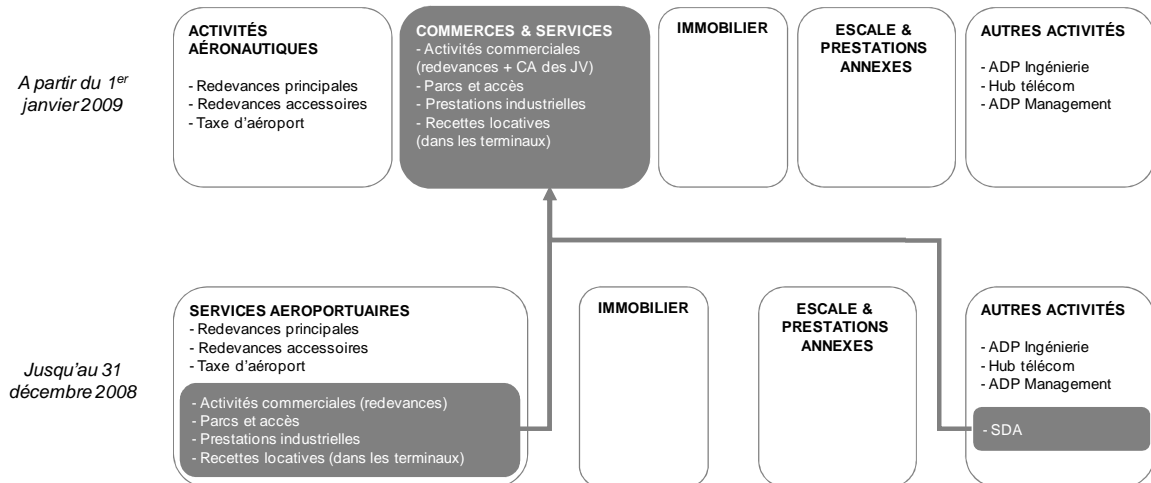 A partir du 1er
janvier 2009
ACTIVITÉS
AÉRONAUTIQUES
- Redevances principales
- Redevances accessoires
- Taxe d'aéroport
COMMERCES & SERVICES
- Activités commerciales
(redevances + CA des JV)
- Parcs et accès
- Prestations industrielles
- Recettes locatives
(dans les terminaux)
IMMOBILIER
ESCALE &
PRESTATIONS
ANNEXES
AUTRES ACTIVITÉS
- ADP Ingénierie
- Hub télécom
- ADP Management
Jusqu'au 31
décembre 2008
SERVICES AEROPORTUAIRES
- Redevances principales
- Redevances accessoires
- Taxe d'aéroport
- Activités commerciales (redevances)
- Parcs et accès
- Prestations industrielles
- Recettes locatives (dans les terminaux)
IMMOBILIER
ESCALE &
PRESTATIONS
ANNEXES
AUTRES ACTIVITÉS
- ADP Ingénierie
- Hub télécom
- ADP Management
- SDA